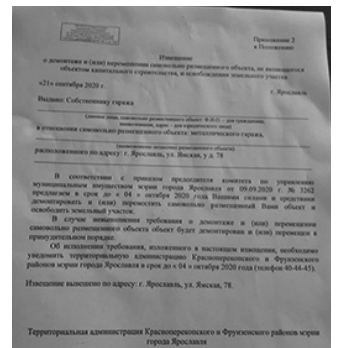 Приложение 2
к Положению
Извещение
о демонтаже и (или) перемещении самовольно размещенного объекта, не являющегося
объектом капитального строительства, и освобождении земельного участка
«21» сентября 2020 г.
г. Ярославль
Выдано: Собственнику гаража
в отношении самовольно размещенного объекта: металлического гаража,
расположенного по адресу: г. Ярославль, ул. Ямская, у д. 78
В соответствии с приказом председателя комитета по управлению
муниципальным имуществом мэрии города Ярославля от 09.09.2020 г. № 3262
предлагаем в срок до « 04 » октября 2020 года Вашими силами и средствами
демонтировать и (или) переместить самовольно размещенный Вами объект и
освободить земельный участок.
В случае невыполнения требования о демонтаже и (или) перемещении
самовольно размещенного объекта объект будет демонтирован и (или) перемещен в
принудительном порядке.
Об исполнении требования, изложенного в настоящем извещении, необходимо
уведомить территориальную администрацию Красноперекопского и Фрунзенского
районов мэрии города Ярославля в срок до « 04 » октября 2020 года (телефон 40-44-45).
Извещение вывешено по адресу: г. Ярославль, ул. Ямская, 78.
Территориальная администрация Красноперекопского и Фрунзенского районов мэрии
города Ярославля